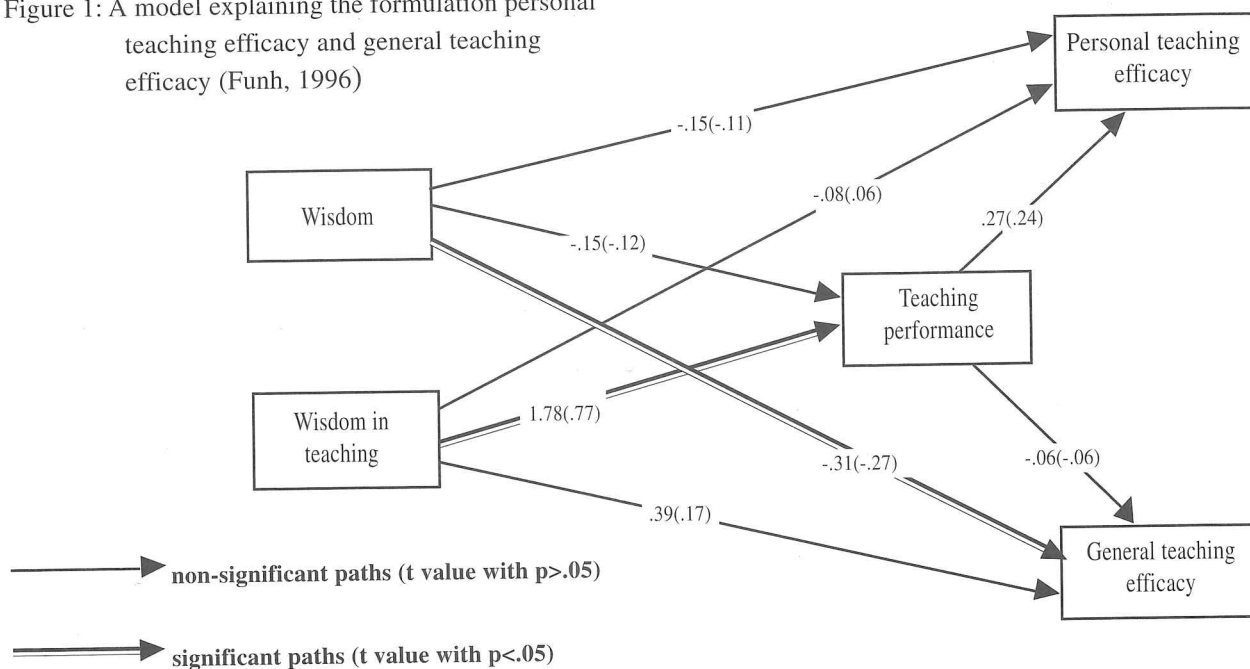 Figure 1: A model explaining the formulation personal
teaching efficacy and general teaching
efficacy (Funh, 1996)
Personal teaching
efficacy
-.15(-.11)
Wisdom
-.08(.06)
.27(.24)
-.15(-.12)
Teaching
performance
Wisdom in
teaching
1.78(.77)
-.31(-.27)
-.06(-.06)
.39(.17)
General teaching
efficacy
non-significant paths (t value with p>.05)
significant paths (t value with p<.05)